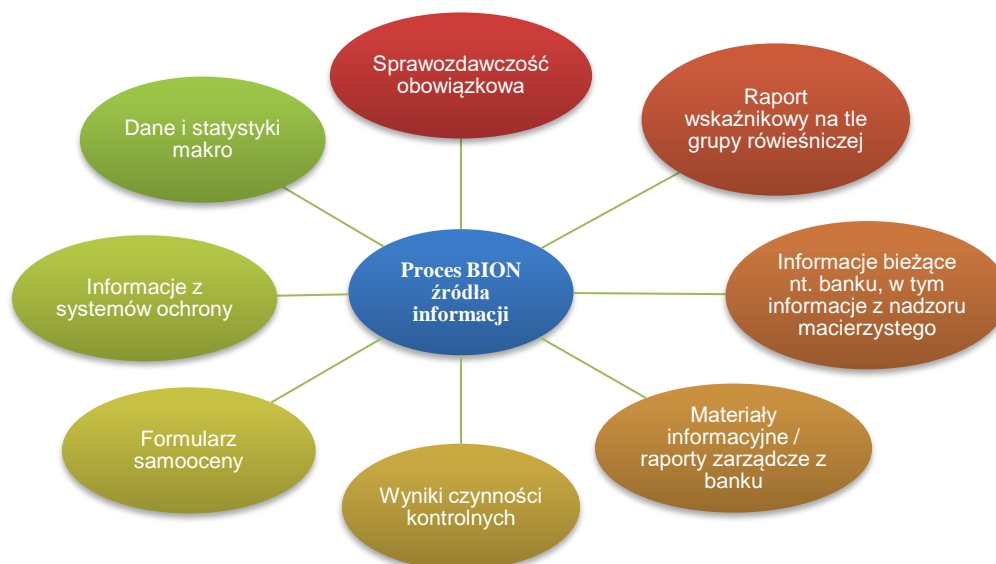 Sprawozdawczość
obowiązkowa
Raport
wskaźnikowy na tle
grupy rówieśniczej
Dane i statystyki
makro
Proces BION
źródła
informacji
Informacje bieżące
nt. banku, w tym
informacje z nadzoru
macierzystego
Informacje z
systemów ochrony
Materiały
informacyjne /
raporty zarządcze z
banku
Formularz
samooceny
Wyniki czynności
kontrolnych